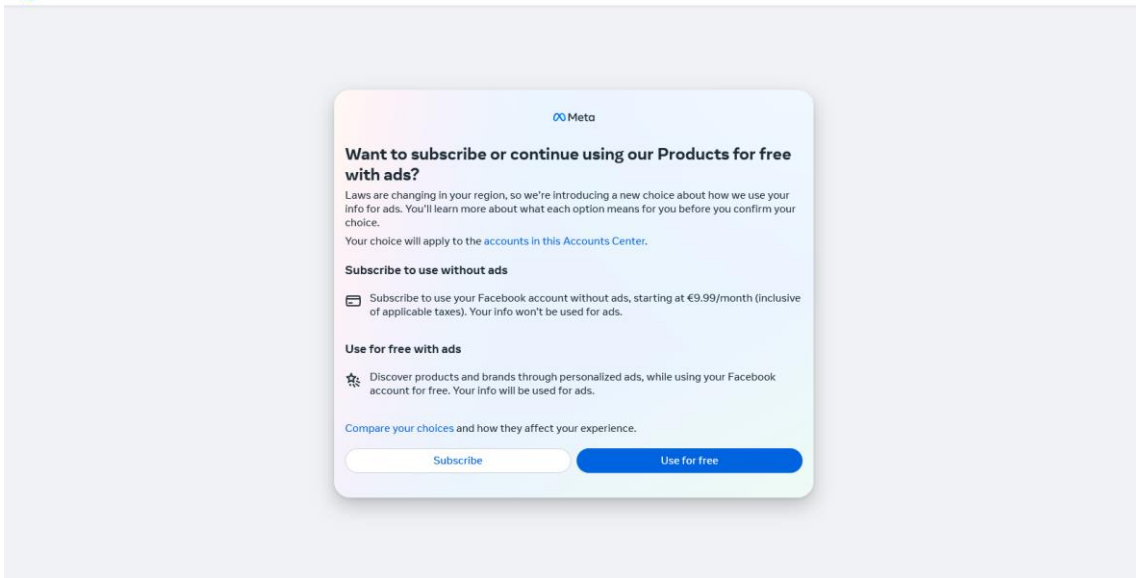 Meta
Want to subscribe or continue using our Products for free
with ads?
Laws are changing in your region, so we're introducing a new choice about how we use your
info for ads. You'll learn more about what each option means for you before you confirm your
choice.
Your choice will apply to the accounts in this Accounts Center.
Subscribe to use without ads
Subscribe to use your Facebook account without ads, starting at €9.99/month (inclusive
of applicable taxes). Your info won't be used for ads.
Use for free with ads
Discover products and brands through personalized ads, while using your Facebook
account for free. Your info will be used for ads.
Compare your choices and how they affect your experience.
Subscribe
Use for free